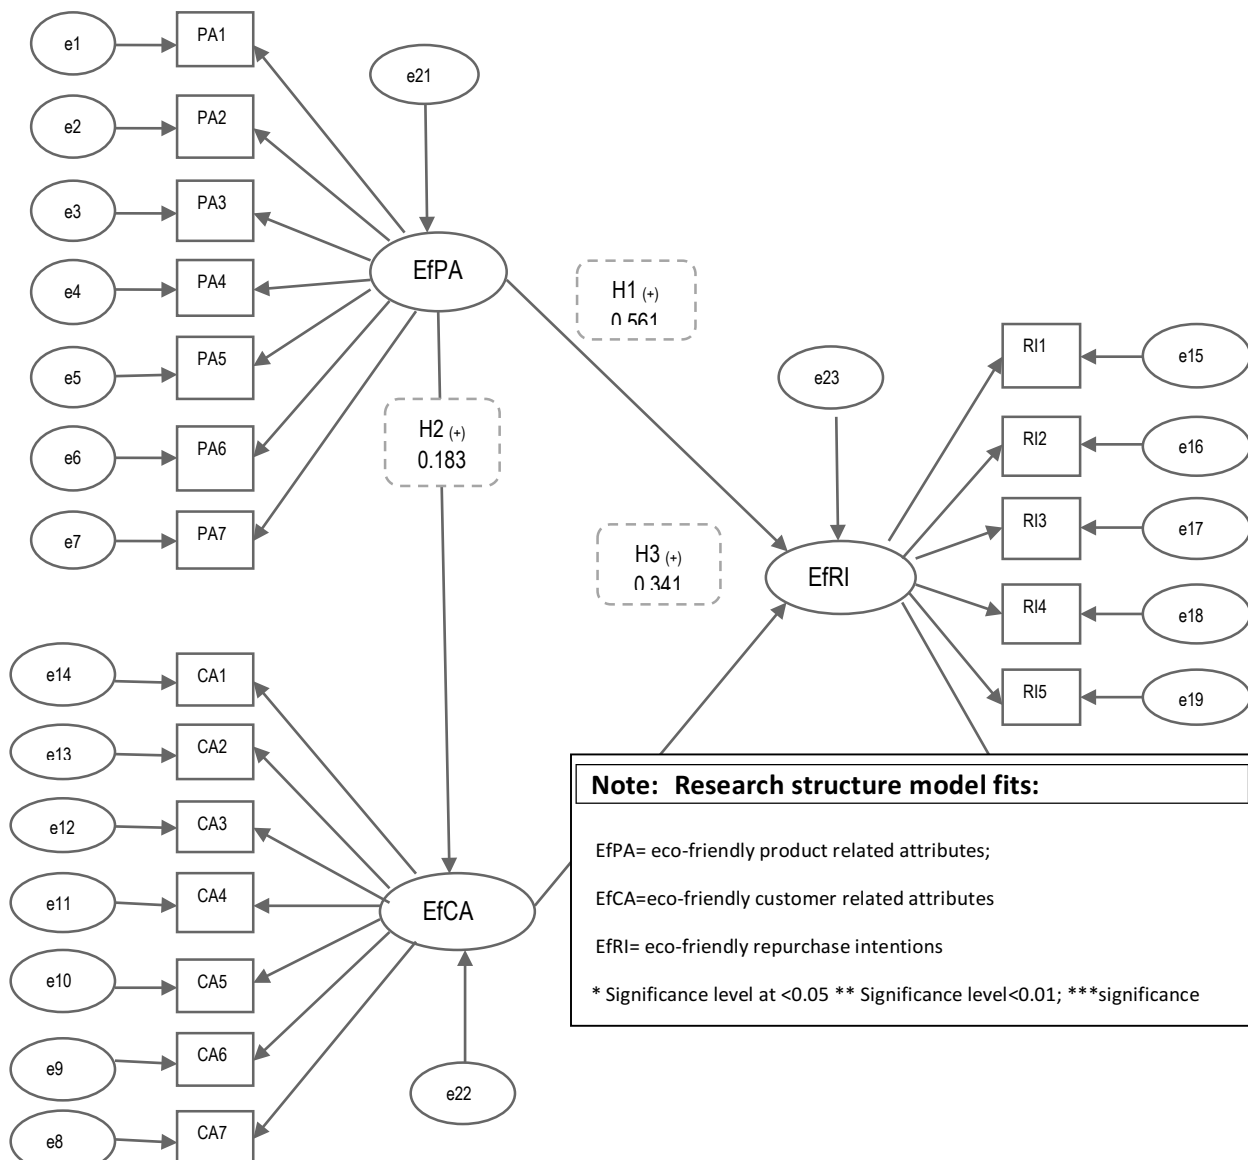 e1
PA1
e2
PA2
e3
PA3
e4
PA4
e5
PA5
e6
PA6
e7
PA7
e21
EfPA
H1 (+)
0.561
H2 (+)
0.183
H3 (+)
0.341
e23
EfRI
RI1
e15
RI2
e16
RI3
e17
RI4
e18
RI5
e19
e14
CA1
e13
CA2
e12
CA3
e11
CA4
e10
CA5
e9
CA6
e8
CA7
EfCA
e22
Note: Research structure model fits:
EfPA= eco-friendly product related attributes;
EfCA=eco-friendly customer related attributes
EfRI= eco-friendly repurchase intentions
* Significance level at <0.05 ** Significance level<0.01; ***significance